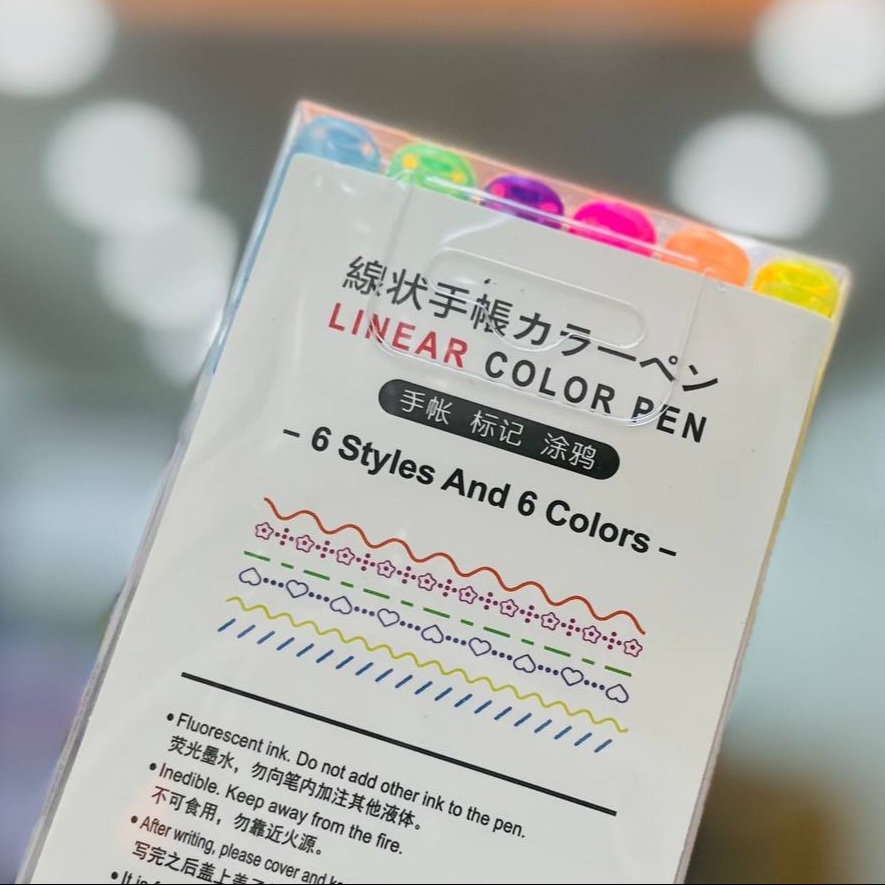 線状手帳カラーペン
LINEAR COLOR PEN
手帐 标记 涂鸦
– 6 Styles And 6 Colors –
• Fluorescent ink. Do not add other ink to the pen.
荧光墨水，勿向笔内加注其他液体。
• Inedible. Keep away from the fire.
不可食用，勿靠近火源。
• After writing, please cover and
写完之后盖上盖
• It is